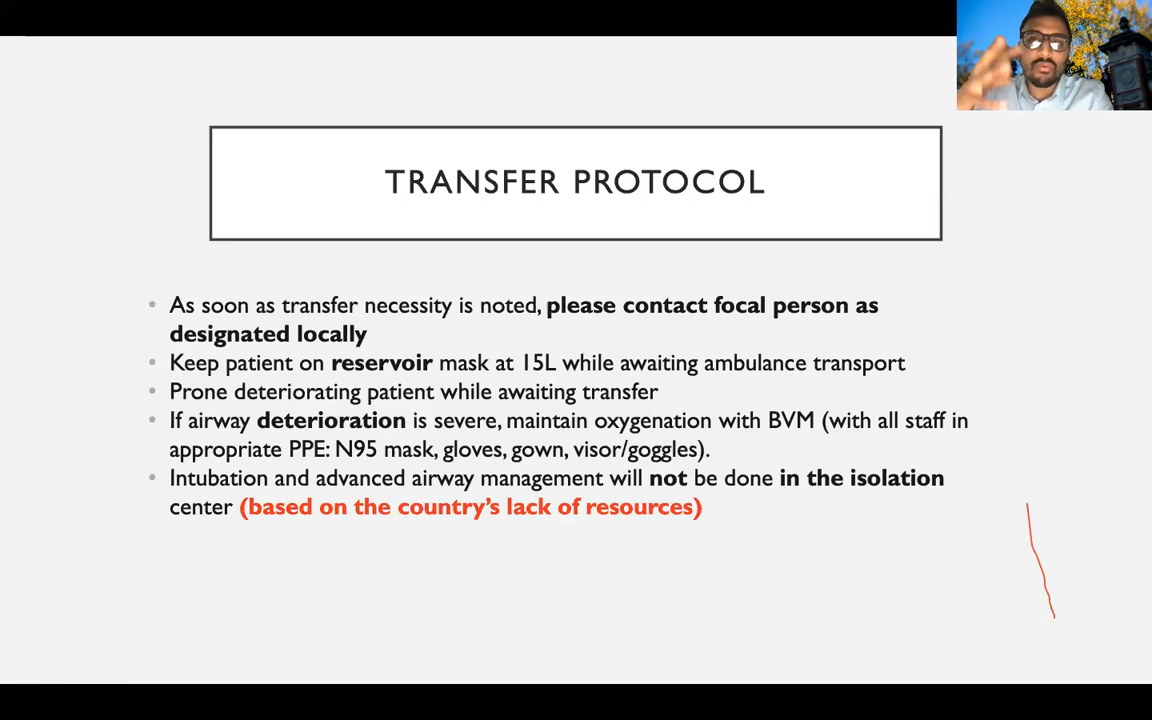 TRANSFER PROTOCOL
• As soon as transfer necessity is noted, please contact focal person as
designated locally
• Keep patient on reservoir mask at 15L while awaiting ambulance transport
• Prone deteriorating patient while awaiting transfer
• If airway deterioration is severe, maintain oxygenation with BVM (with all staff in
appropriate PPE: N95 mask, gloves, gown, visor/goggles).
• Intubation and advanced airway management will not be done in the isolation
center (based on the country's lack of resources)